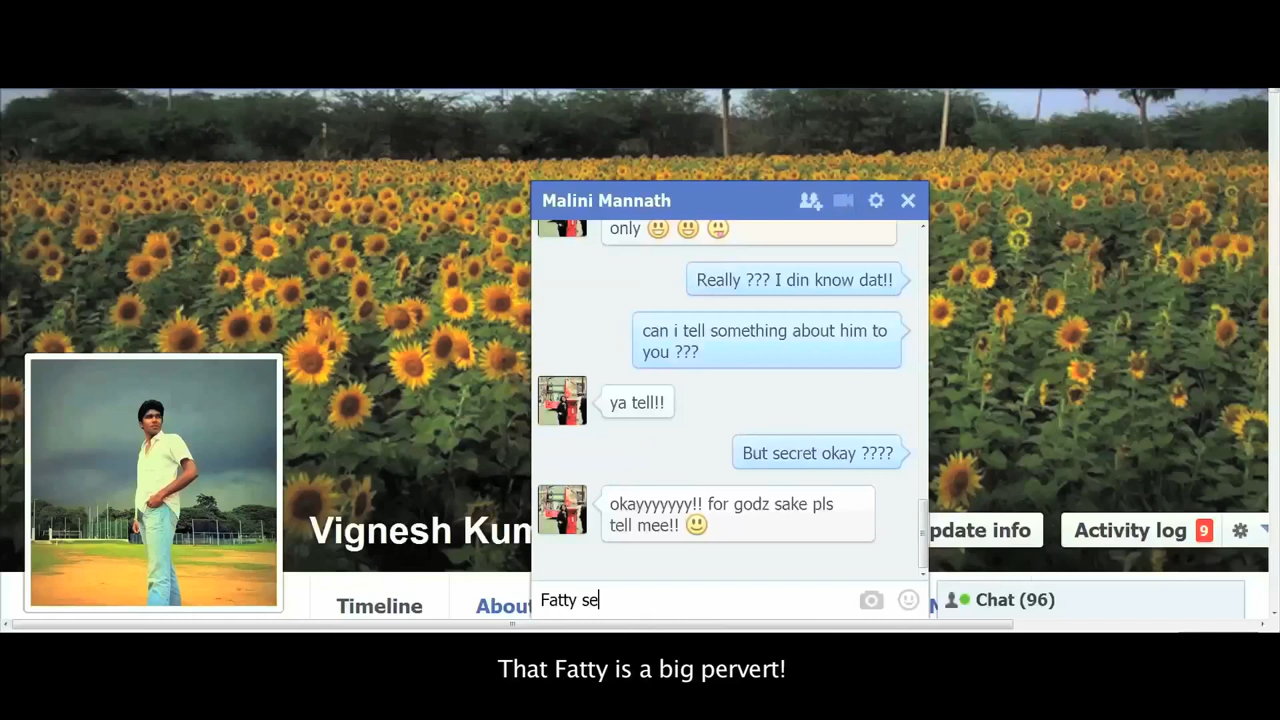 Malini Mannath
only
Really ??? I din know dat!!
can i tell something about him to
you ???
ya tell!!
But secret okay ????
okayyyyyyy!! for godz sake pls
tell mee!!
Fatty se
Vignesh Kum
pdate info
Activity log 9
Timeline
Abou
Chat (96)
That Fatty is a big pervert!